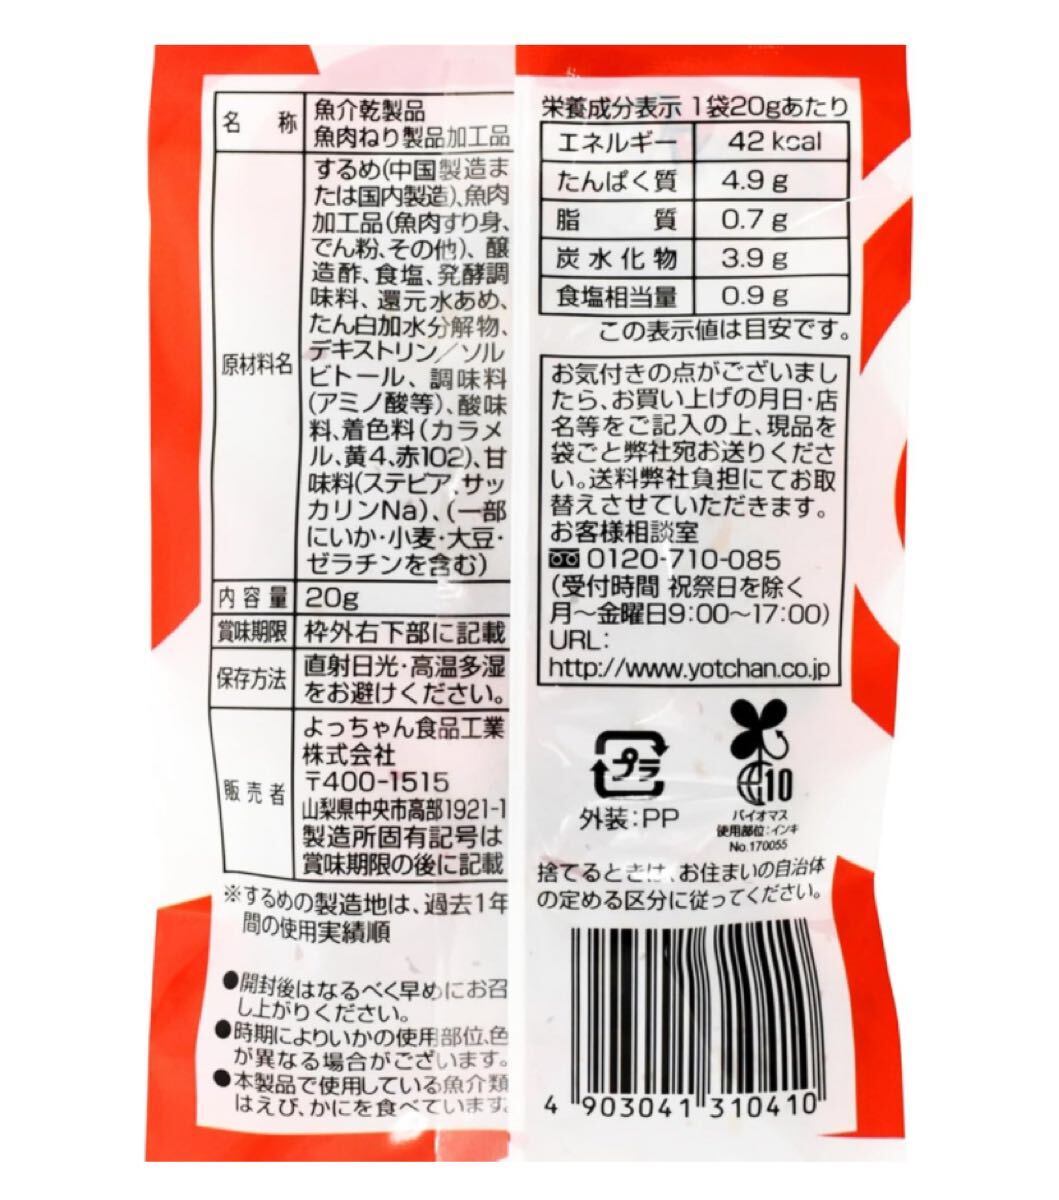 名 称
魚介乾製品
魚肉ねり製品加工品
原材料名
するめ(中国製造ま
たは国内製造)、魚肉
加工品(魚肉すり身、
でん粉、その他)、醸
造酢、食塩、発酵調
味料、還元水あめ、
たん白加水分解物、
デキストリン／ソル
ビトール、調味料
(アミノ酸等)、酸味
料、着色料(カラメ
ル、黄4、赤102)、甘
味料(ステビア、サッ
カリンNa)、(一部
にいか・小麦・大豆・
ゼラチンを含む)
内容量 20g
賞味期限 枠外右下部に記載
保存方法
直射日光・高温多湿
をお避けください。
販売者
よっちゃん食品工業
株式会社
〒400-1515
山梨県中央市高部1921-1
製造所固有記号は
賞味期限の後に記載
※するめの製造地は、過去1年
間の使用実績順
●開封後はなるべく早めにお召
し上がりください。
●時期によりいかの使用部位、色
が異なる場合がございます。
●本製品で使用している魚介類
はえび、かにを食べています。
栄養成分表示 1袋20gあたり
エネルギー 42 kcal
たんぱく質 4.9 g
脂質 0.7 g
炭水化物 3.9 g
食塩相当量 0.9 g
この表示値は目安です。
お気付きの点がございまし
たら、お買い上げの月日・店
名等をご記入の上、現品を
袋ごと弊社宛お送りくださ
い。送料弊社負担にてお取
替えさせていただきます。
お客様相談室
0120-710-085
(受付時間 祝祭日を除く
月～金曜日9:00～17:00)
URL:
http://www.yotchan.co.jp
プラ
外装:PP
10
バイオマス
使用部位:インキ
No.170055
捨てるときは、お住まいの自治体
の定める区分に従ってください。
4 903041 310410